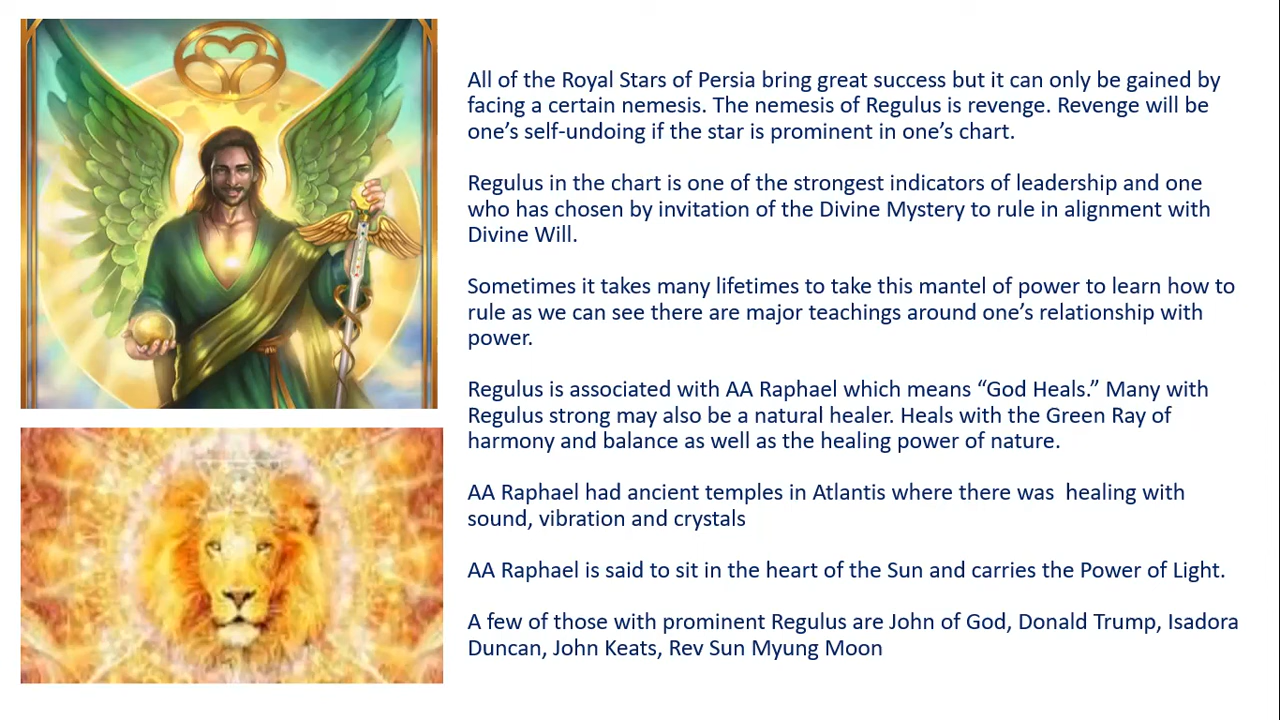 All of the Royal Stars of Persia bring great success but it can only be gained by
facing a certain nemesis. The nemesis of Regulus is revenge. Revenge will be
one’s self-undoing if the star is prominent in one’s chart.
Regulus in the chart is one of the strongest indicators of leadership and one
who has chosen by invitation of the Divine Mystery to rule in alignment with
Divine Will.
Sometimes it takes many lifetimes to take this mantel of power to learn how to
rule as we can see there are major teachings around one’s relationship with
power.
Regulus is associated with AA Raphael which means “God Heals.” Many with
Regulus strong may also be a natural healer. Heals with the Green Ray of
harmony and balance as well as the healing power of nature.
AA Raphael had ancient temples in Atlantis where there was  healing with
sound, vibration and crystals
AA Raphael is said to sit in the heart of the Sun and carries the Power of Light.
A few of those with prominent Regulus are John of God, Donald Trump, Isadora
Duncan, John Keats, Rev Sun Myung Moon